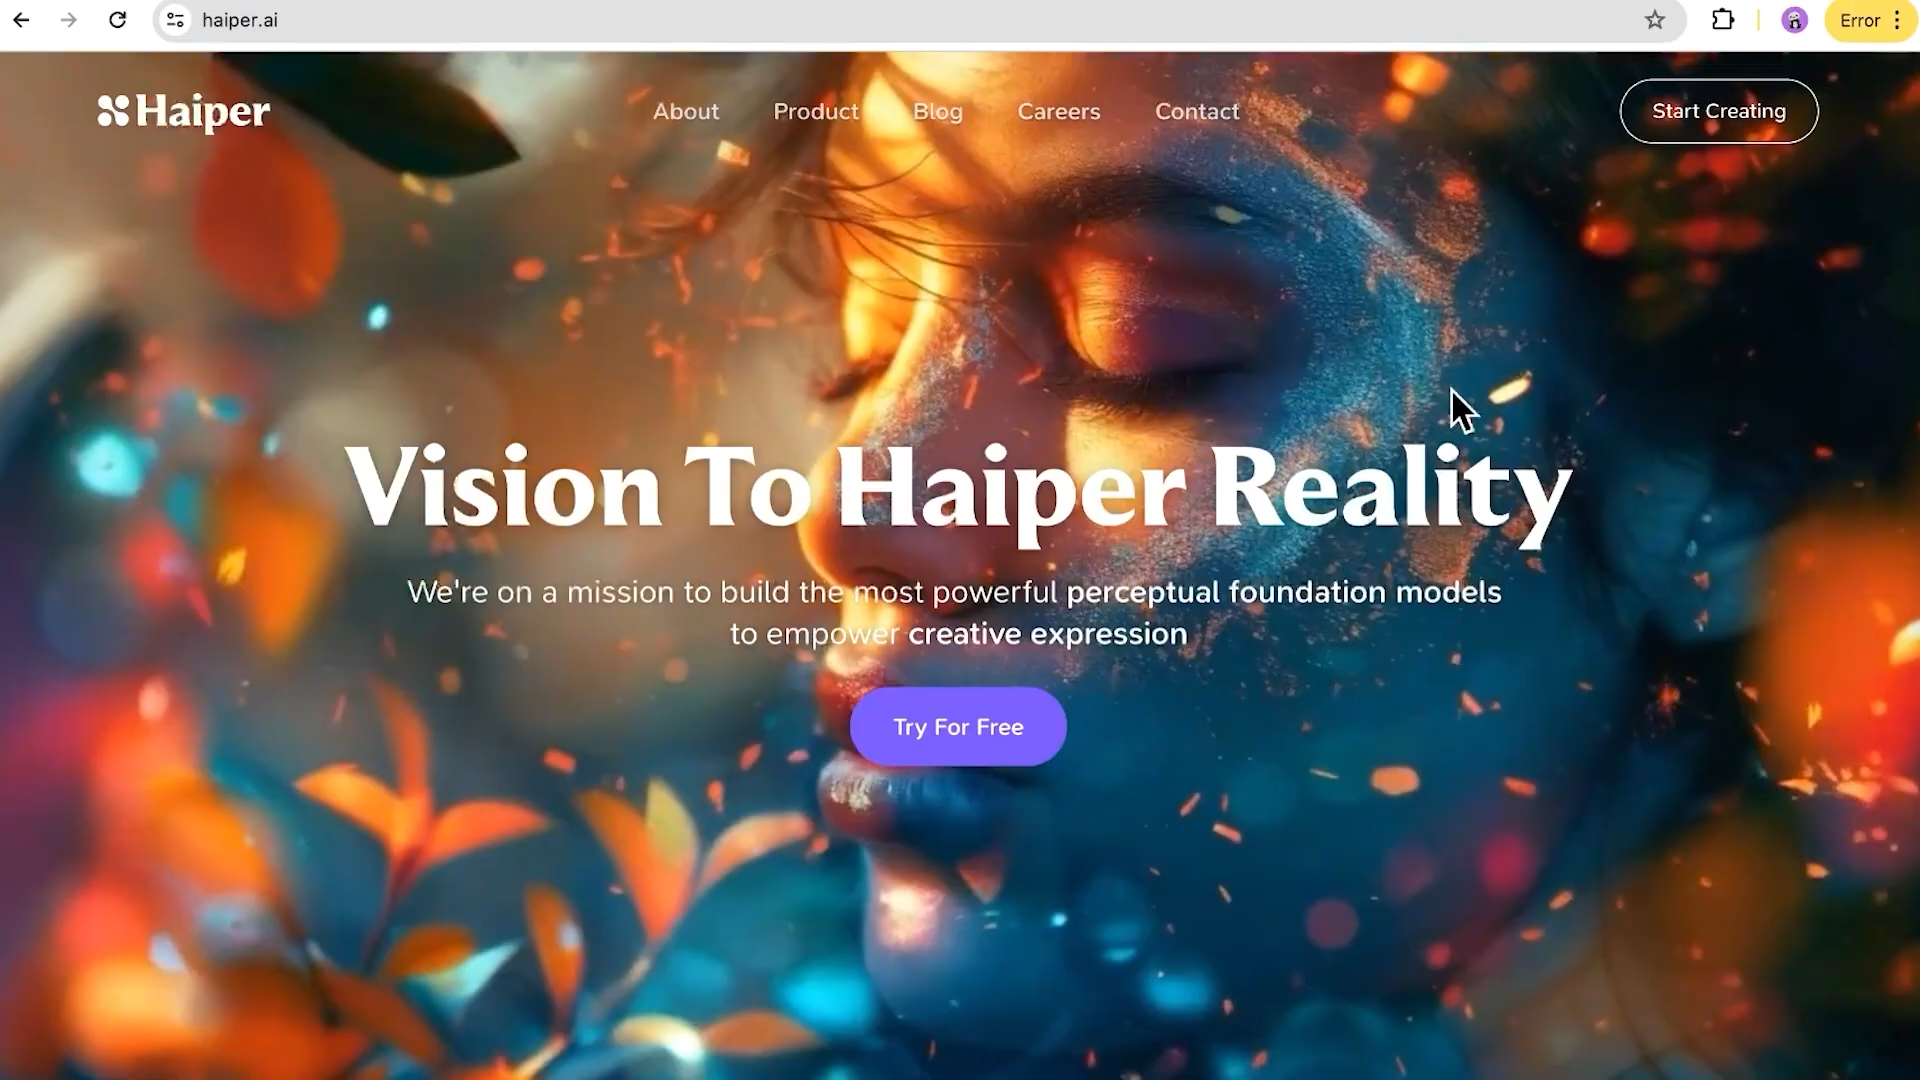 haiper.ai
Error
Haiper
About
Product
Blog
Careers
Contact
Start Creating
Vision To Haiper Reality
We're on a mission to build the most powerful perceptual foundation models
to empower creative expression
Try For Free